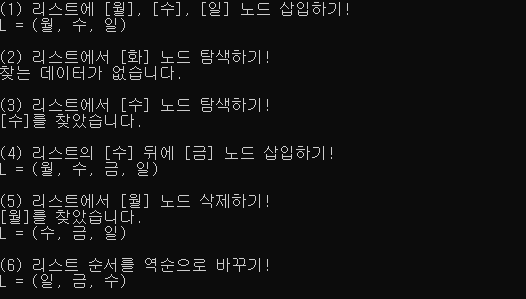 (1) 리스트에 [월], [수], [일] 노드 삽입하기!
L = (월, 수, 일)
(2) 리스트에서 [화] 노드 탐색하기!
찾는 데이터가 없습니다.
(3) 리스트에서 [수] 노드 탐색하기!
[수]를 찾았습니다.
(4) 리스트의 [수] 뒤에 [금] 노드 삽입하기!
L = (월, 수, 금, 일)
(5) 리스트에서 [월] 노드 삭제하기!
[월]를 찾았습니다.
L = (수, 금, 일)
(6) 리스트 순서를 역순으로 바꾸기!
L = (일, 금, 수)